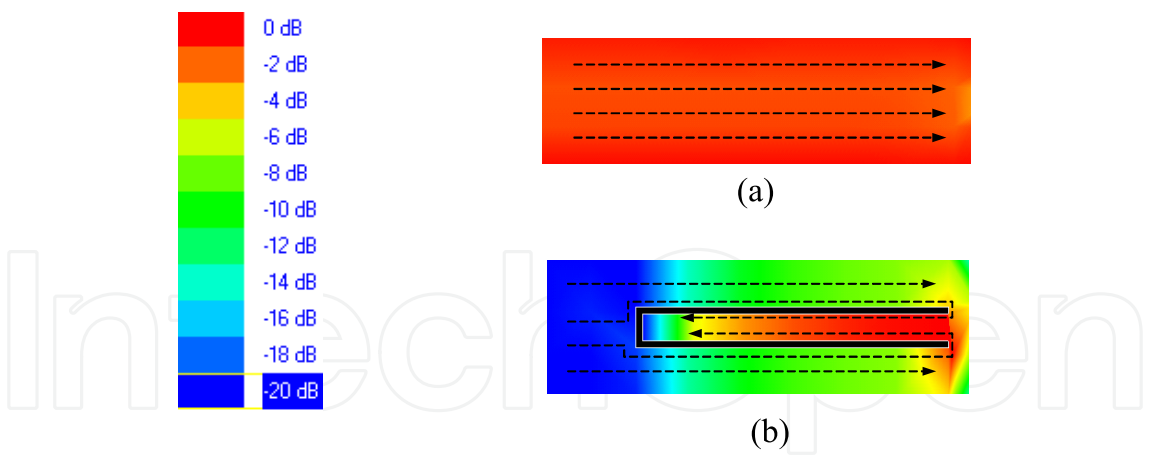 0 dB
-2 dB
-4 dB
-6 dB
-8 dB
-10 dB
-12 dB
-14 dB
-16 dB
-18 dB
-20 dB
(a)
(b)
IntechOpen